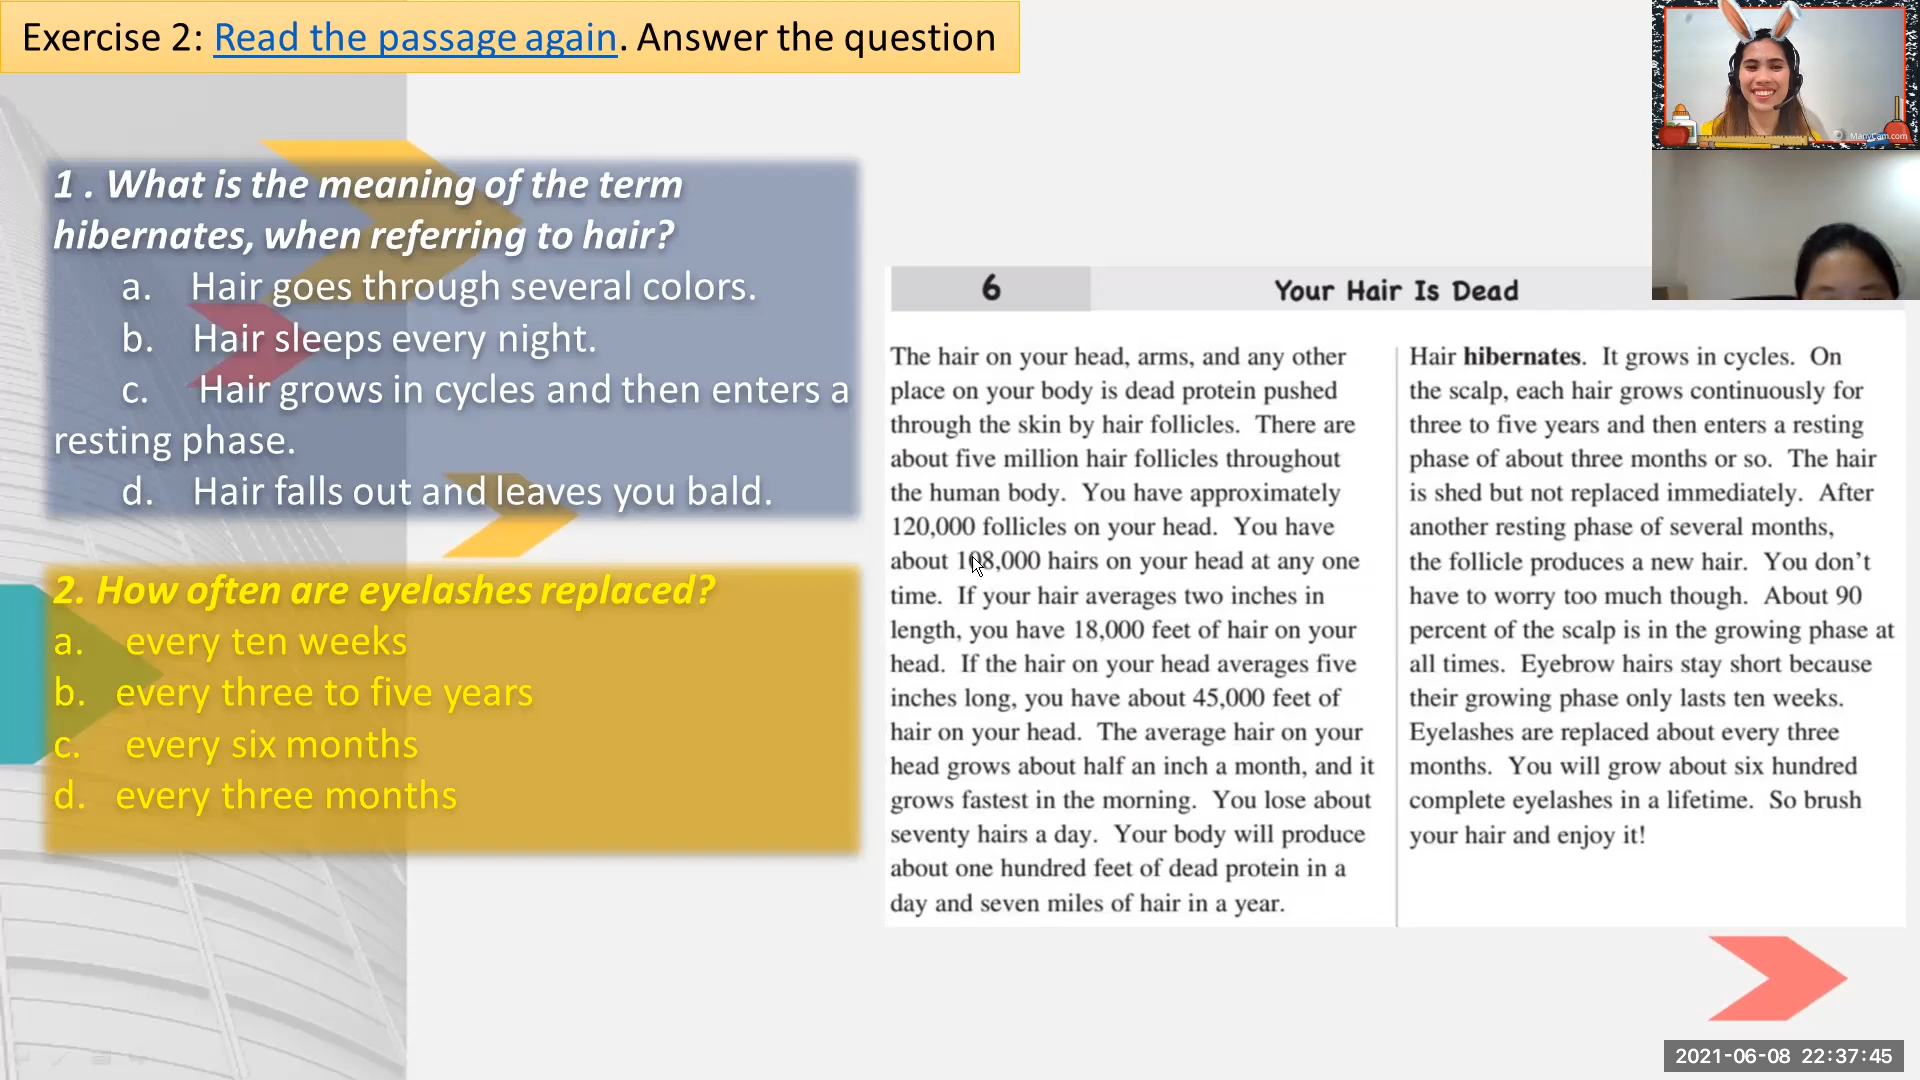 Exercise 2: Read the passage again. Answer the question
1 . What is the meaning of the term
hibernates, when referring to hair?
a. Hair goes through several colors.
b. Hair sleeps every night.
c. Hair grows in cycles and then enters a
resting phase.
d. Hair falls out and leaves you bald.
2. How often are eyelashes replaced?
a. every ten weeks
b. every three to five years
c. every six months
d. every three months
6 Your Hair Is Dead
The hair on your head, arms, and any other
place on your body is dead protein pushed
through the skin by hair follicles. There are
about five million hair follicles throughout
the human body. You have approximately
120,000 follicles on your head. You have
about 108,000 hairs on your head at any one
time. If your hair averages two inches in
length, you have 18,000 feet of hair on your
head. If the hair on your head averages five
inches long, you have about 45,000 feet of
hair on your head. The average hair on your
head grows about half an inch a month, and it
grows fastest in the morning. You lose about
seventy hairs a day. Your body will produce
about one hundred feet of dead protein in a
day and seven miles of hair in a year.
Hair hibernates. It grows in cycles. On
the scalp, each hair grows continuously for
three to five years and then enters a resting
phase of about three months or so. The hair
is shed but not replaced immediately. After
another resting phase of several months,
the follicle produces a new hair. You don't
have to worry too much though. About 90
percent of the scalp is in the growing phase at
all times. Eyebrow hairs stay short because
their growing phase only lasts ten weeks.
Eyelashes are replaced about every three
months. You will grow about six hundred
complete eyelashes in a lifetime. So brush
your hair and enjoy it!
ManyCam.com
2021-06-08 22:37:45